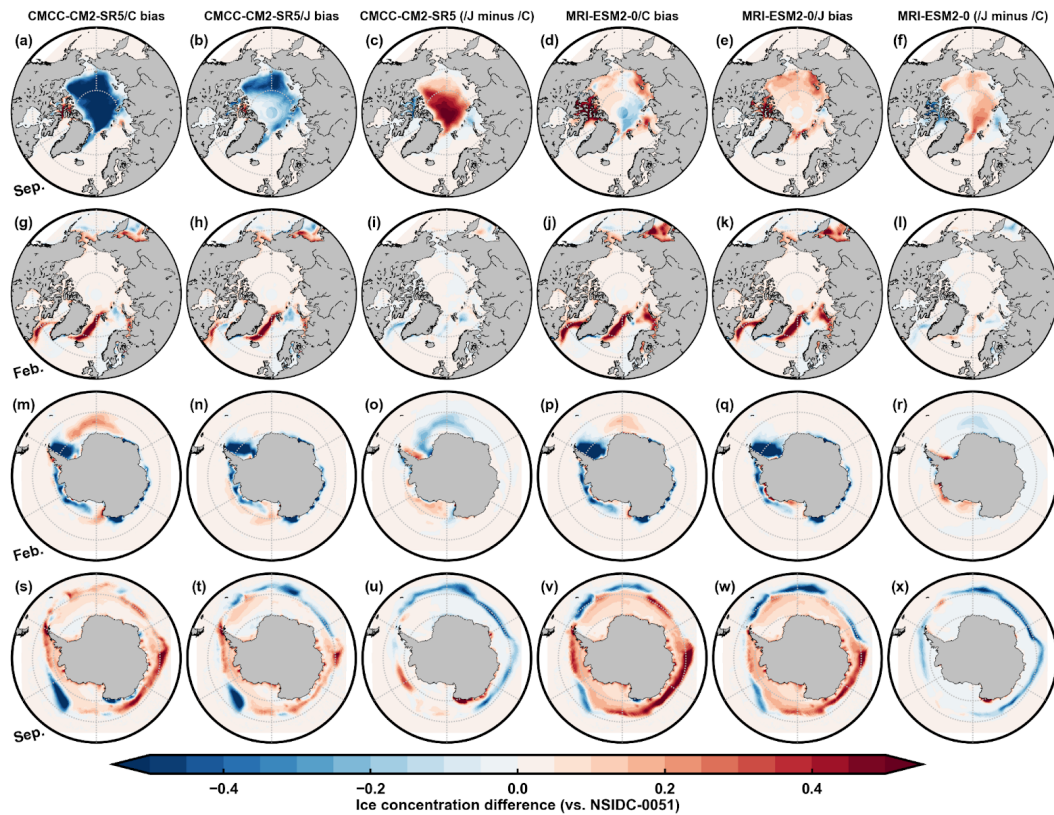 CMCC-CM2-SR5/C bias CMCC-CM2-SR5/J bias CMCC-CM2-SR5 (/J minus /C) MRI-ESM2-0/C bias MRI-ESM2-0/J bias MRI-ESM2-0 (/J minus /C)
(a) (b) (c) (d) (e) (f)
Sep.
(g) (h) (i) (j) (k) (l)
Feb.
(m) (n) (o) (p) (q) (r)
Feb.
(s) (t) (u) (v) (w) (x)
Sep.
−0.4 −0.2 0.0 0.2 0.4
Ice concentration difference (vs. NSIDC-0051)